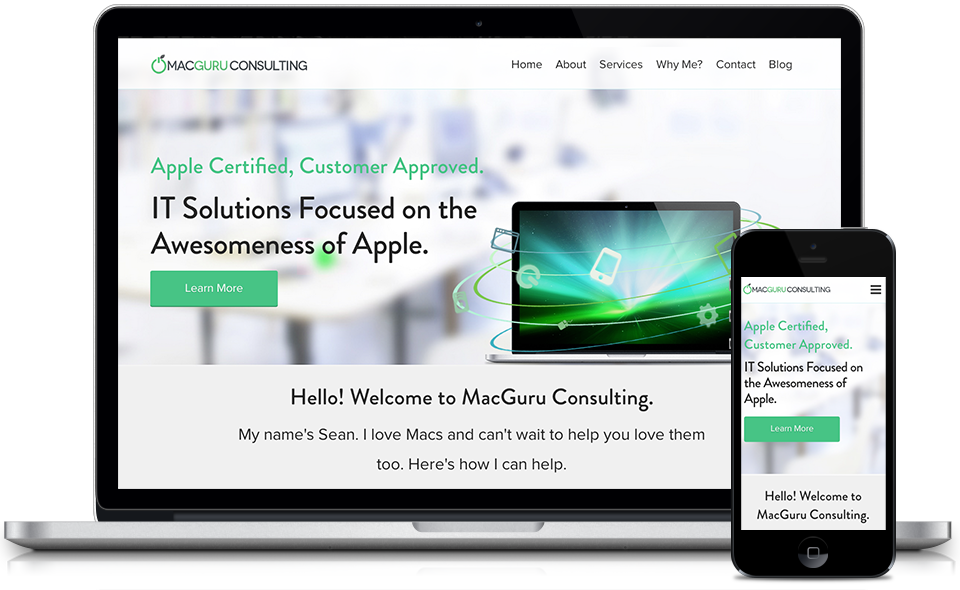 MACGURU CONSULTING
Home About Services Why Me? Contact Blog
Apple Certified, Customer Approved.
IT Solutions Focused on the
Awesomeness of Apple.
Learn More
Hello! Welcome to MacGuru Consulting.
My name's Sean. I love Macs and can't wait to help you love them
too. Here's how I can help.
MACGURU CONSULTING
Apple Certified,
Customer Approved.
IT Solutions Focused on
the Awesomeness of
Apple.
Learn More
Hello! Welcome to
MacGuru Consulting.